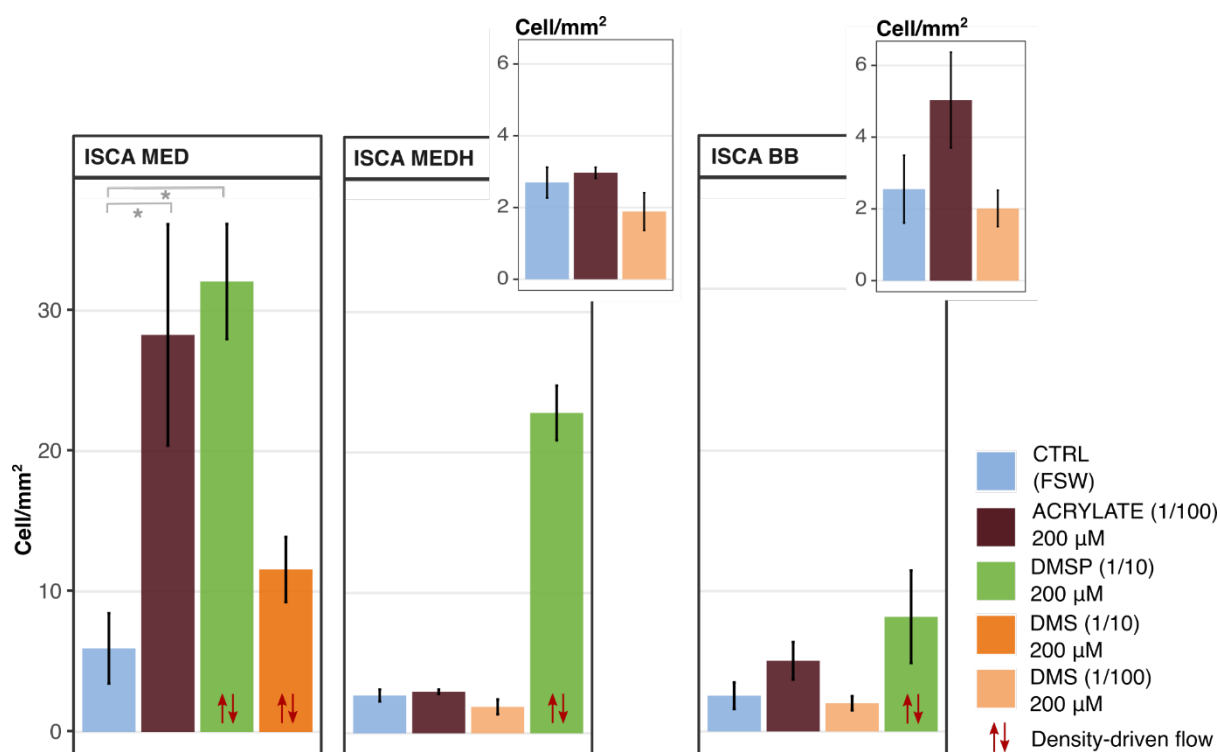 Cell/mm²
6
4
2
0
Cell/mm²
6
4
2
0
ISCA MED
ISCA MEDH
ISCA BB
*
*
Cell/mm²
30
20
10
0
CTRL
(FSW)
ACRYLATE (1/100)
200 µM
DMSP (1/10)
200 µM
DMS (1/10)
200 µM
DMS (1/100)
200 µM
Density-driven flow